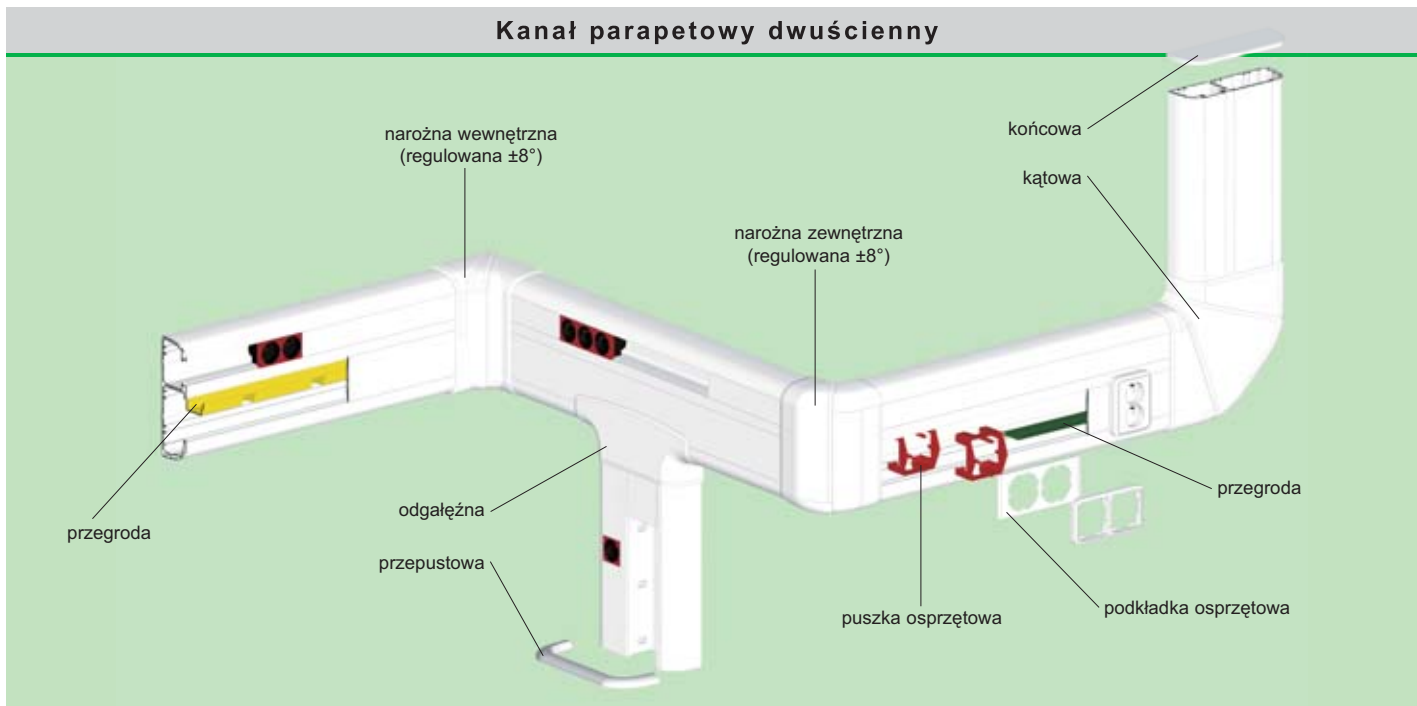 Kanał parapetowy dwuścienny
końcowa
narożna wewnętrzna
(regulowana ±8°)
kątowa
narożna zewnętrzna
(regulowana ±8°)
przegroda
odgałęźna
przegroda
przepustowa
podkładka osprzętowa
puszka osprzętowa